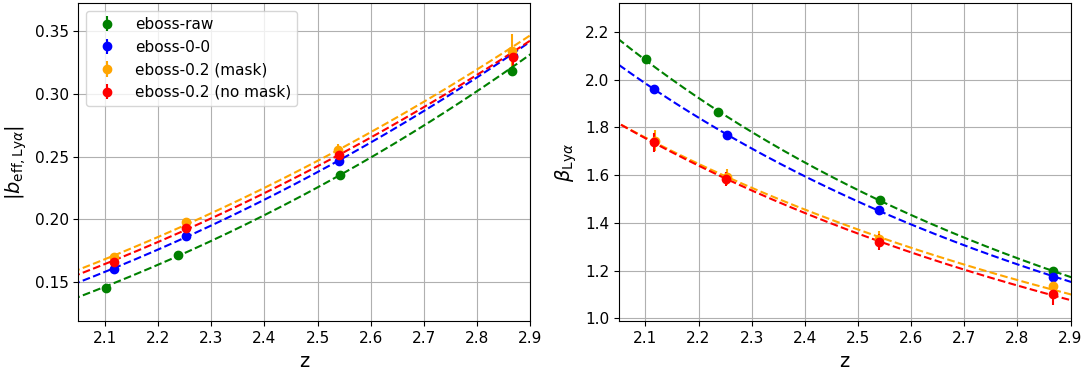 eboss-raw
eboss-0-0
eboss-0.2 (mask)
eboss-0.2 (no mask)
|b_eff,Lyα|
0.35
0.30
0.25
0.20
0.15
2.1 2.2 2.3 2.4 2.5 2.6 2.7 2.8 2.9
z
β_Lyα
2.2
2.0
1.8
1.6
1.4
1.2
1.0
2.1 2.2 2.3 2.4 2.5 2.6 2.7 2.8 2.9
z